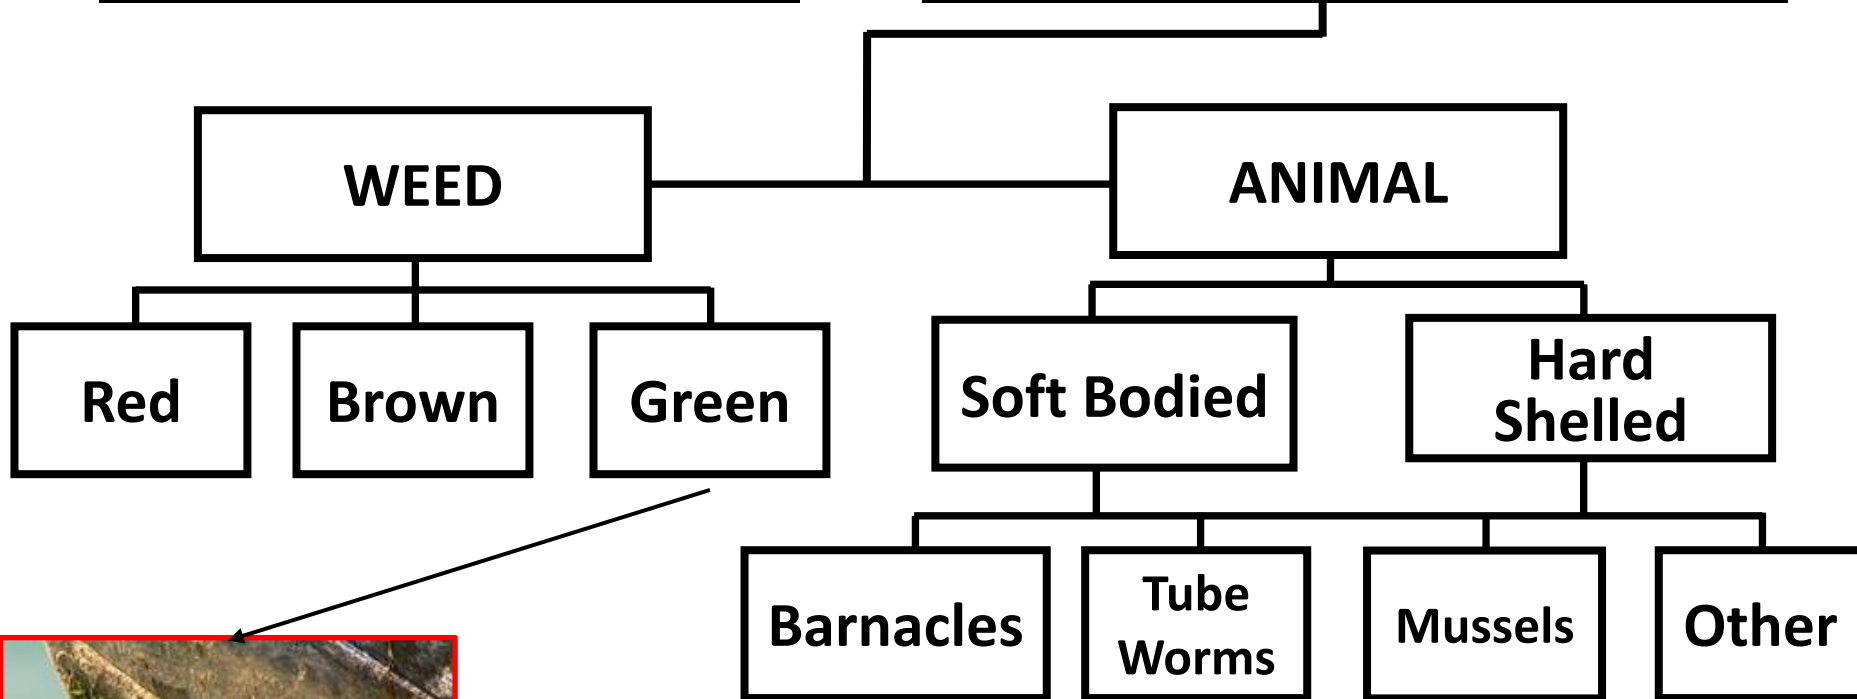 WEED
ANIMAL
Red
Brown
Green
Soft Bodied
Hard
Shelled
Barnacles
Tube
Worms
Mussels
Other